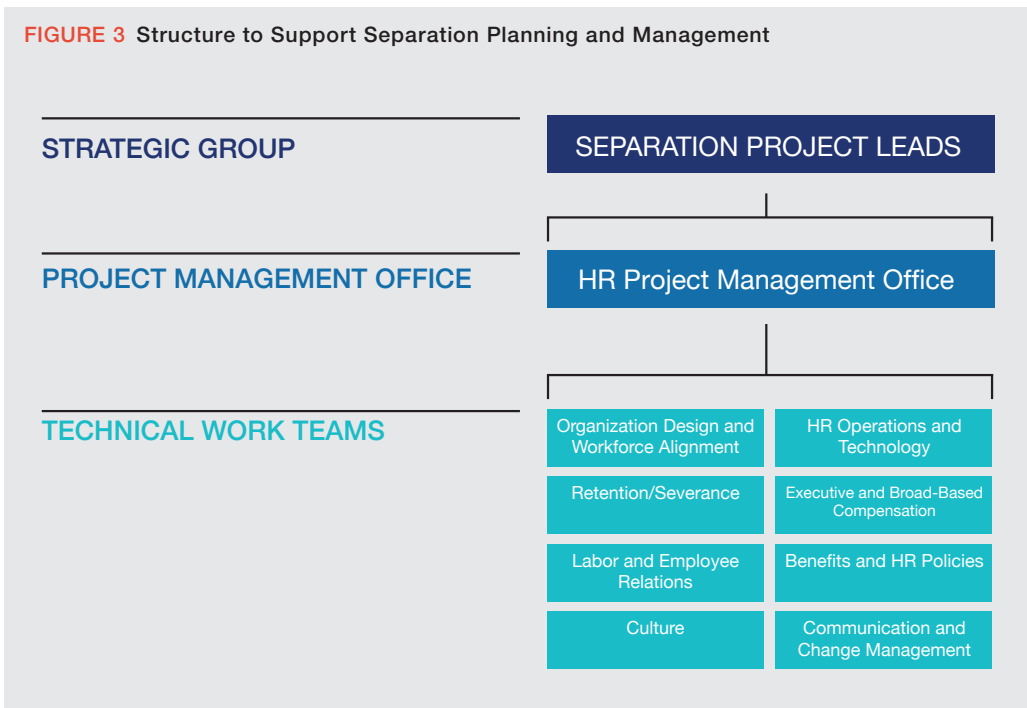 FIGURE 3 Structure to Support Separation Planning and Management
STRATEGIC GROUP
SEPARATION PROJECT LEADS
PROJECT MANAGEMENT OFFICE
HR Project Management Office
TECHNICAL WORK TEAMS
Organization Design and
Workforce Alignment
HR Operations and
Technology
Retention/Severance
Executive and Broad-Based
Compensation
Labor and Employee
Relations
Benefits and HR Policies
Culture
Communication and
Change Management